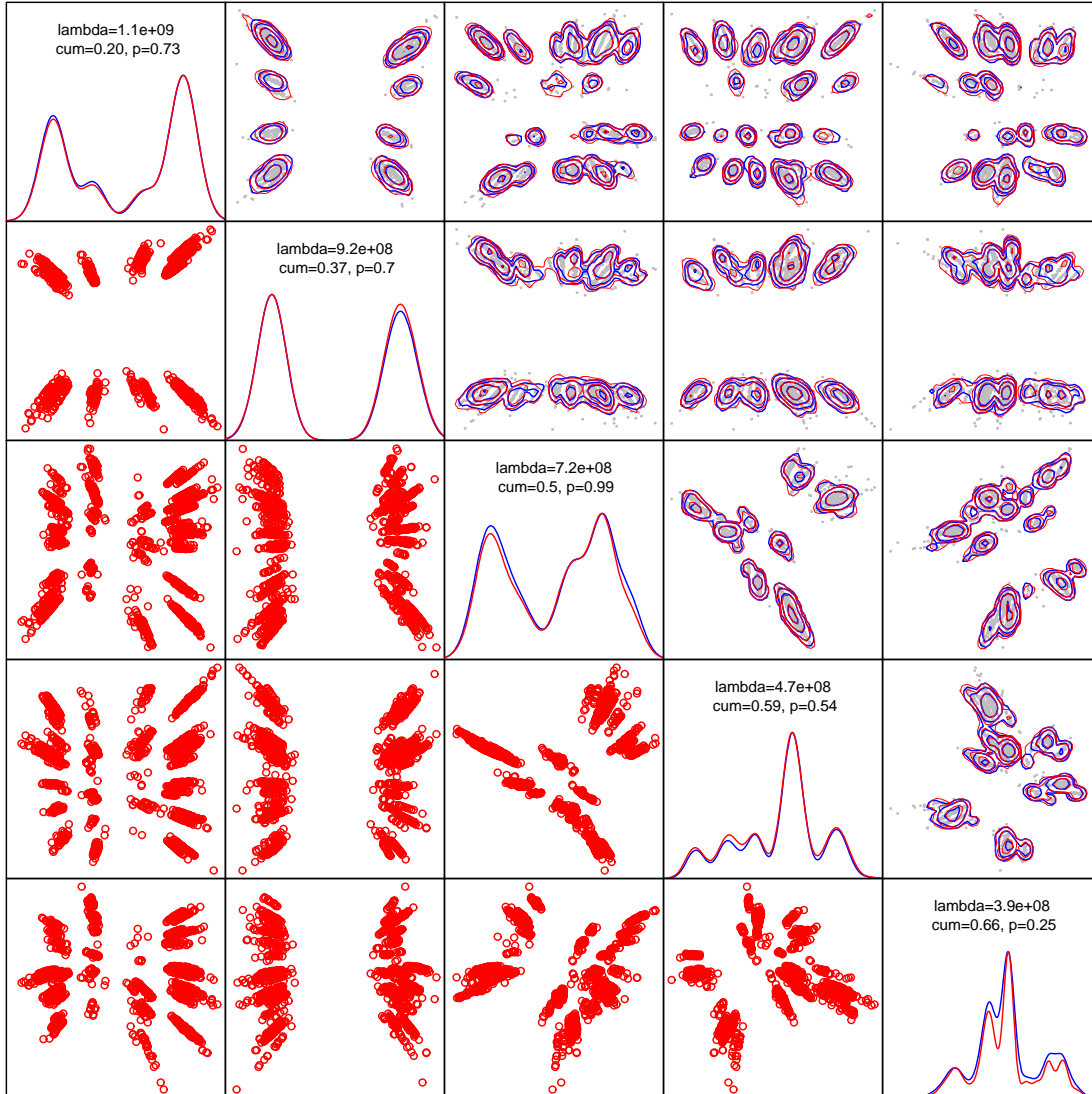 lambda=1.1e+09
cum=0.20, p=0.73
lambda=9.2e+08
cum=0.37, p=0.7
lambda=7.2e+08
cum=0.5, p=0.99
lambda=4.7e+08
cum=0.59, p=0.54
lambda=3.9e+08
cum=0.66, p=0.25